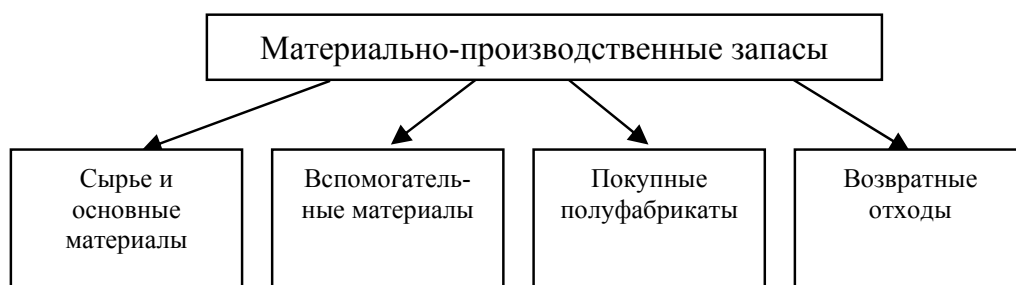 Материально-производственные запасы
Сырье и
основные
материалы
Вспомогатель-
ные материалы
Покупные
полуфабрикаты
Возвратные
отходы